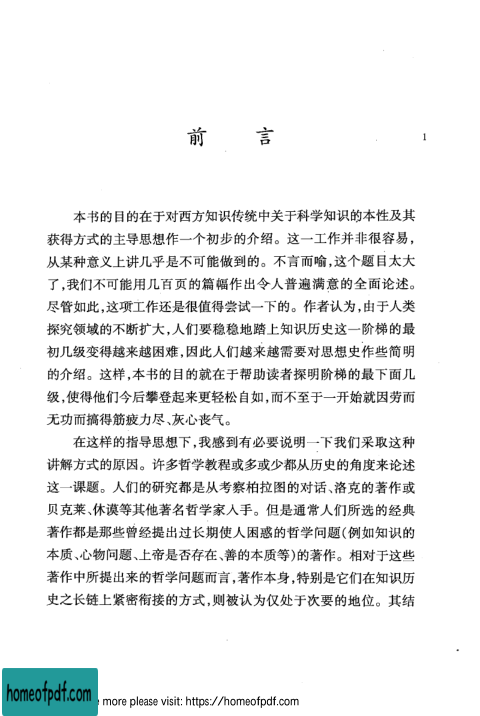 前 言
1
本书的目的在于对西方知识传统中关于科学知识的本性及其
获得方式的主导思想作一个初步的介绍。这一工作并非很容易,
从某种意义上讲几乎是不可能做到的。不言而喻,这个题目太大
了,我们不可能用几百页的篇幅作出令人普遍满意的全面论述。
尽管如此,这项工作还是很值得尝试一下的。作者认为,由于人类
探究领域的不断扩大,人们要稳稳地踏上知识历史这一阶梯的最
初几级变得越来越困难,因此人们越来越需要对思想史作些简明
的介绍。这样,本书的目的就在于帮助读者探明阶梯的最下面几
级,使得他们今后攀登起来更轻松自如,而不至于一开始就因劳而
无功而搞得筋疲力尽、灰心丧气。
在这样的指导思想下,我感到有必要说明一下我们采取这种
讲解方式的原因。许多哲学教程或多或少都从历史的角度来论述
这一课题。人们的研究都是从考察柏拉图的对话、洛克的著作或
贝克莱、休谟等其他著名哲学家入手。但是通常人们所选的经典
著作都是那些曾经提出过长期使人困惑的哲学问题(例如知识的
本质、心物问题、上帝是否存在、善的本质等)的著作。相对于这些
著作中所提出来的哲学问题而言,著作本身,特别是它们在知识历
史之长链上紧密衔接的方式,则被认为仅处于次要的地位。其结
homeofpdf.com
e more please visit: https://homeofpdf.com